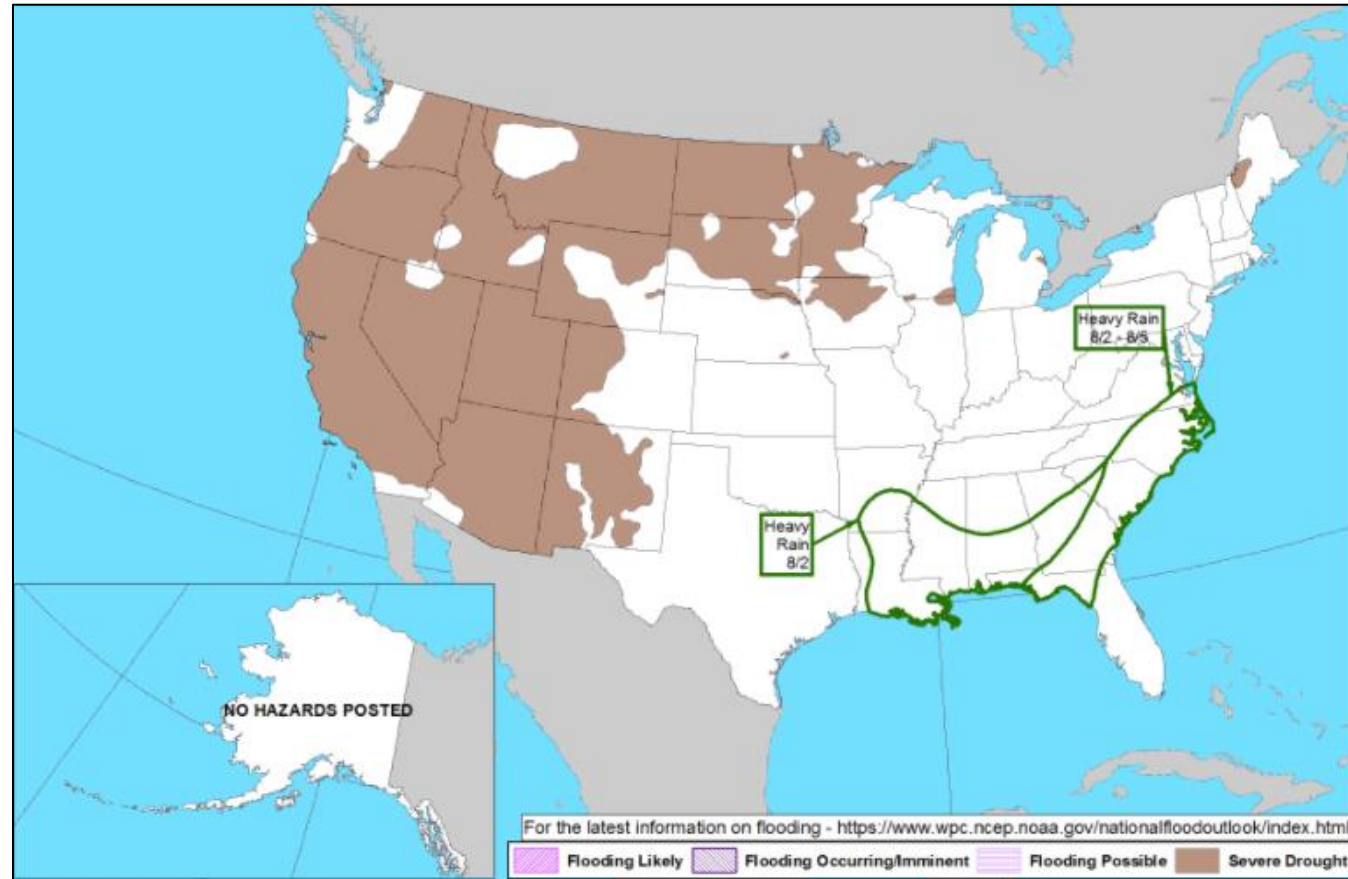 Heavy Rain
8/2 - 8/5
Heavy
Rain
8/2
NO HAZARDS POSTED
For the latest information on flooding - https://www.wpc.ncep.noaa.gov/nationalfloodoutlook/index.html
Flooding Likely Flooding Occurring/Imminent Flooding Possible Severe Drought